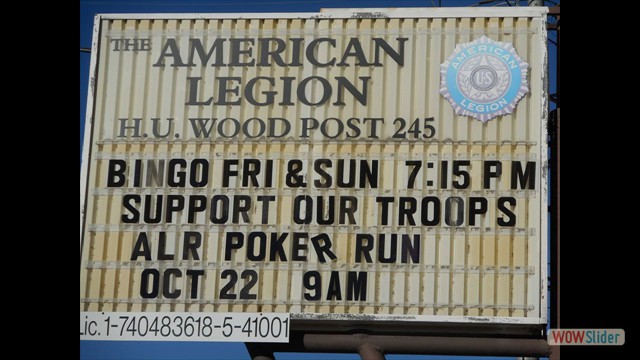 THE AMERICAN
LEGION
H.U. WOOD POST 245
AMERICAN
US
LEGION
BINGO FRI & SUN 7:15 PM
SUPPORT OUR TROOPS
ALR POKER RUN
OCT 22 9AM
Lic. 1-740483618-5-41001
WOWSlider